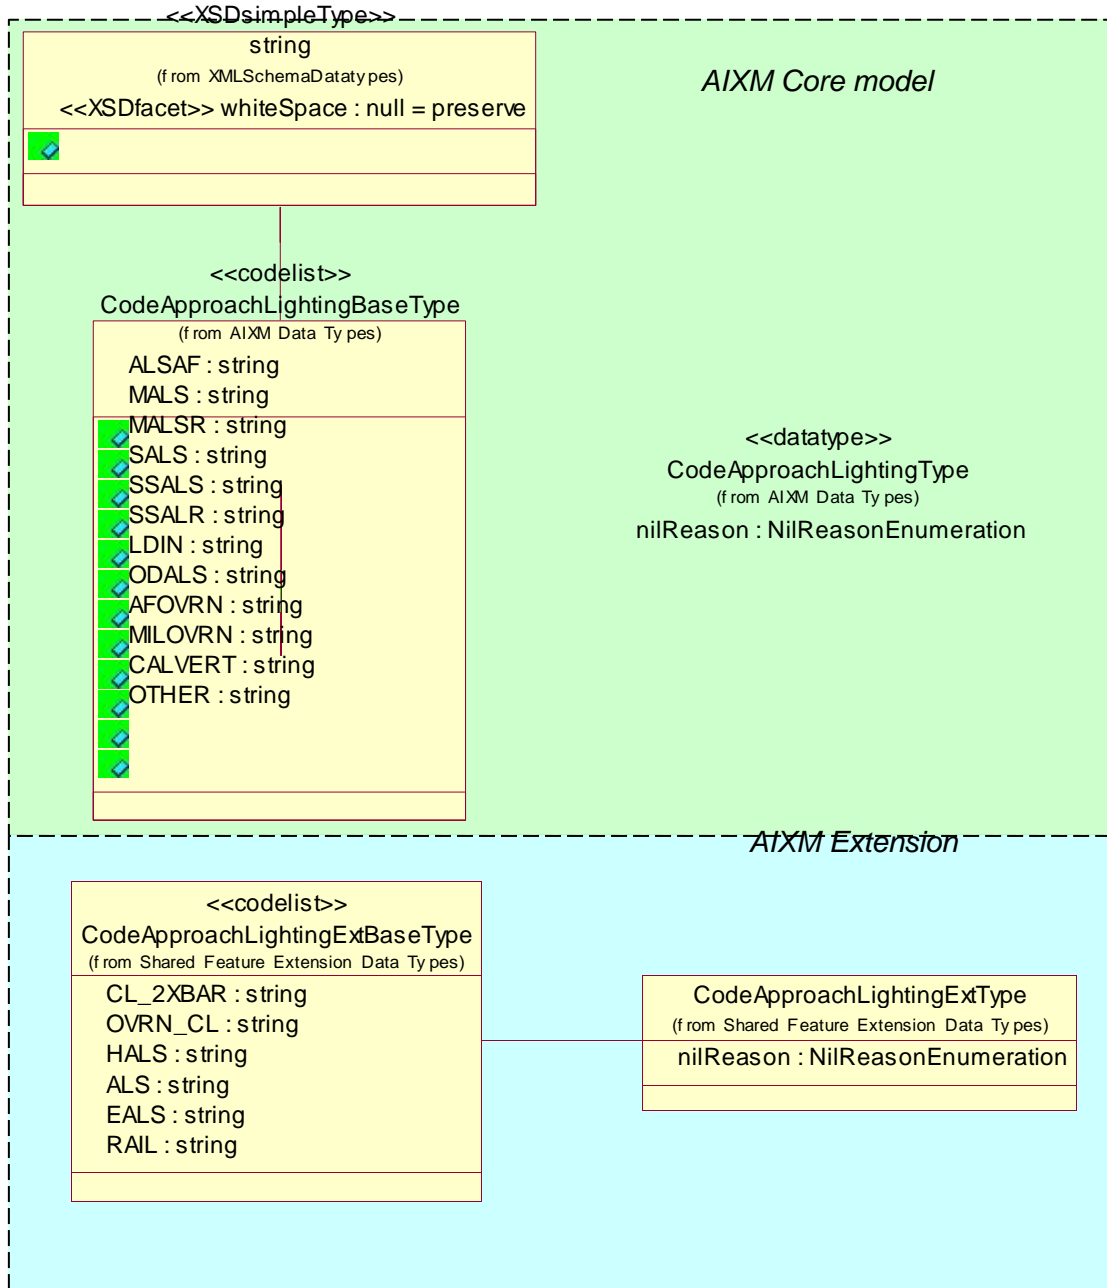 <<XSDsimpleType>>
string
(from XMLSchemaDatatypes)
<<XSDfacet>> whiteSpace : null = preserve
AIXM Core model
<<codelist>>
CodeApproachLightingBaseType
(from AIXM Data Types)
ALSAF : string
MALS : string
MALSR : string
SALS : string
SSALS : string
SSALR : string
LDIN : string
ODALS : string
AFOVRN : string
MILOVRN : string
CALVERT : string
OTHER : string
<<datatype>>
CodeApproachLightingType
(from AIXM Data Types)
nilReason : NilReasonEnumeration
AIXM Extension
<<codelist>>
CodeApproachLightingExtBaseType
(from Shared Feature Extension Data Types)
CL_2XBAR : string
OVRN_CL : string
HALS : string
ALS : string
EALS : string
RAIL : string
CodeApproachLightingExtType
(from Shared Feature Extension Data Types)
nilReason : NilReasonEnumeration